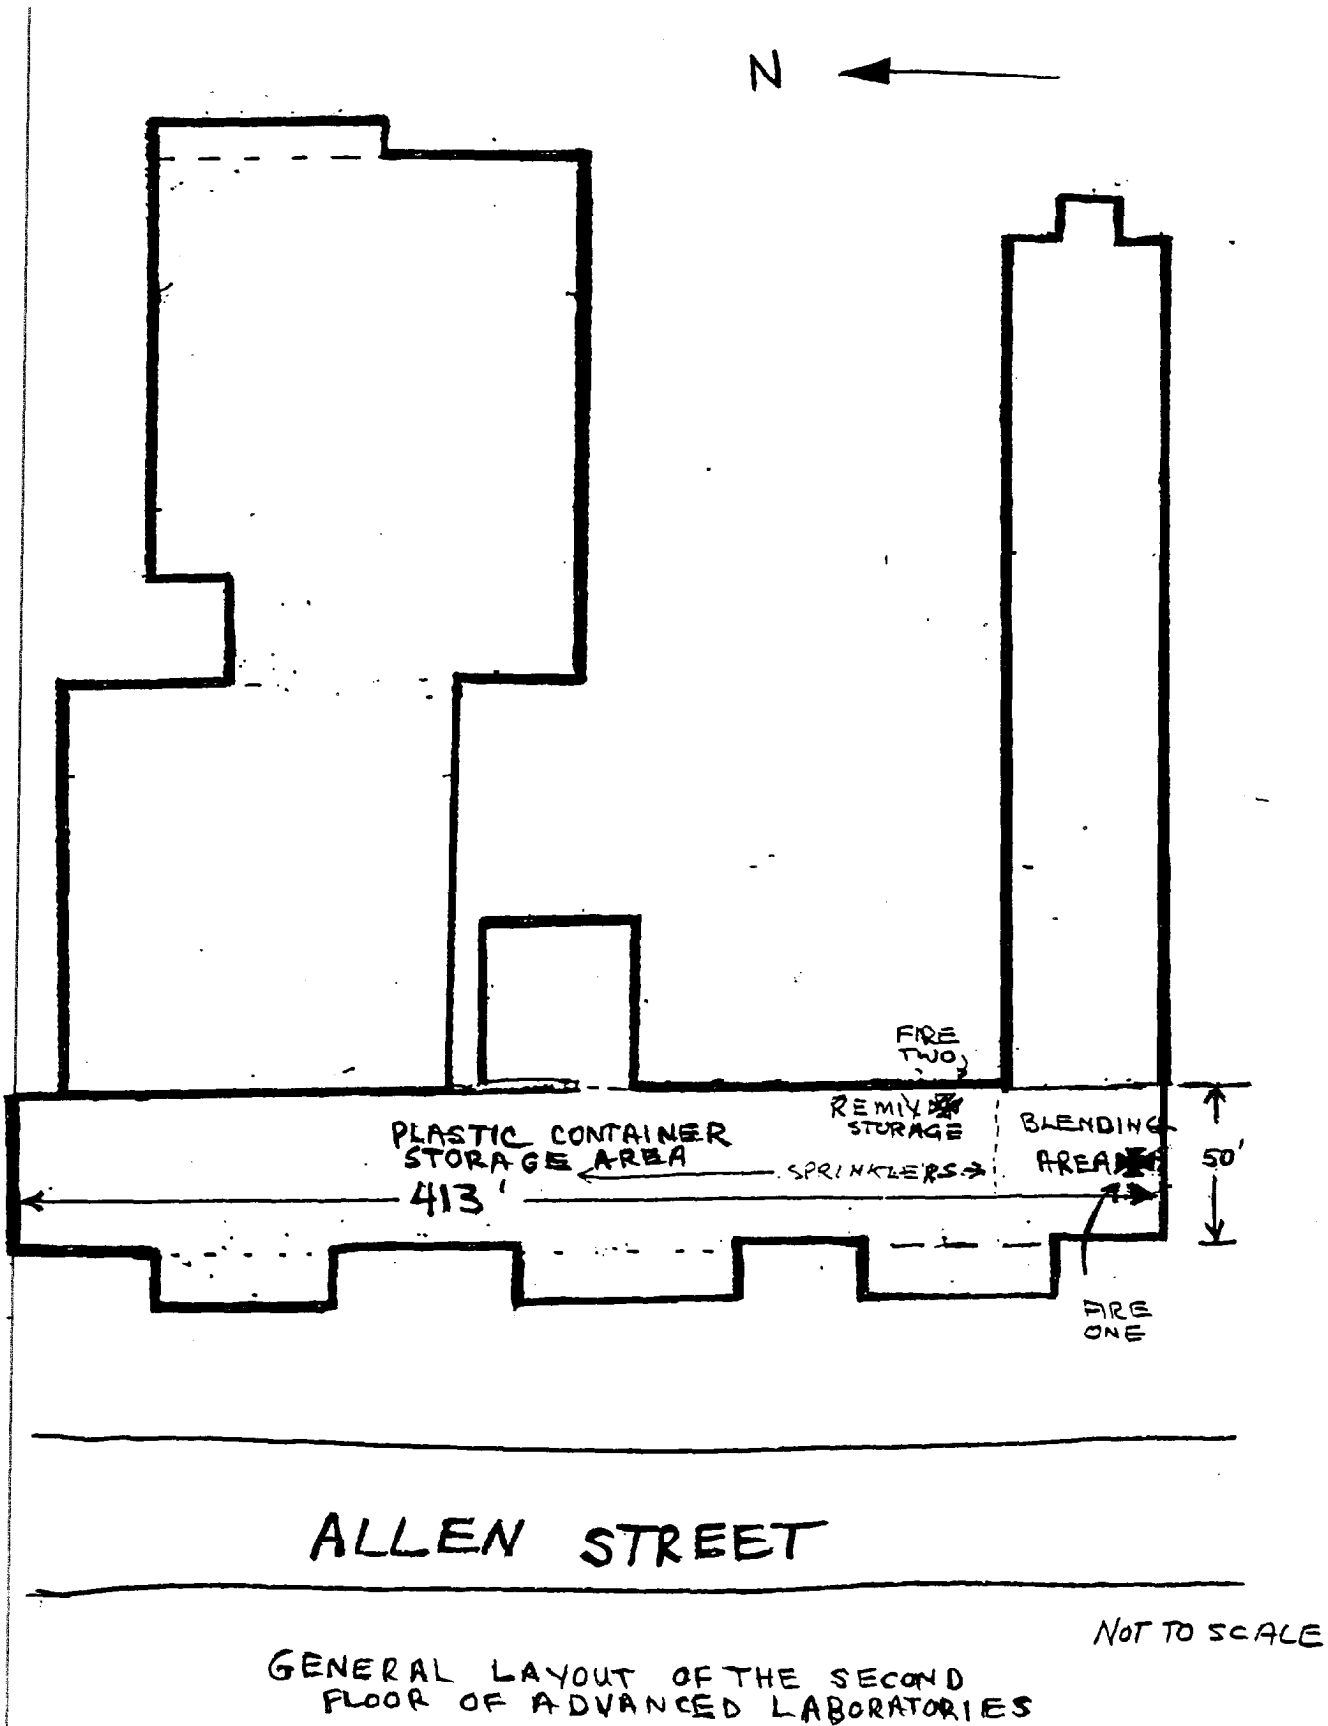 N
FIRE
TWO
REMIX
STORAGE
BLENDING
AREA
PLASTIC CONTAINER
STORAGE AREA
SPRINKLERS
50'
413'
FIRE
ONE
ALLEN STREET
NOT TO SCALE
GENERAL LAYOUT OF THE SECOND
FLOOR OF ADVANCED LABORATORIES